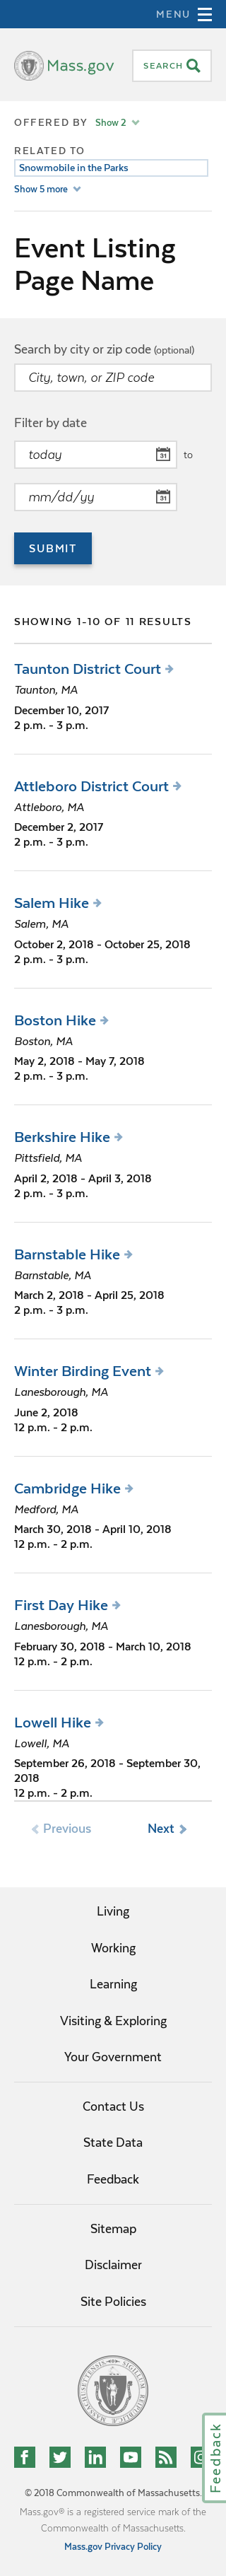 MENU
Mass.gov
SEARCH
OFFERED BY Show 2
RELATED TO
Snowmobile in the Parks
Show 5 more
Event Listing
Page Name
Search by city or zip code (optional)
City, town, or ZIP code
Filter by date
today
31
to
mm/dd/yy
31
SUBMIT
SHOWING 1-10 OF 11 RESULTS
Taunton District Court
Taunton, MA
December 10, 2017
2 p.m. - 3 p.m.
Attleboro District Court
Attleboro, MA
December 2, 2017
2 p.m. - 3 p.m.
Salem Hike
Salem, MA
October 2, 2018 - October 25, 2018
2 p.m. - 3 p.m.
Boston Hike
Boston, MA
May 2, 2018 - May 7, 2018
2 p.m. - 3 p.m.
Berkshire Hike
Pittsfield, MA
April 2, 2018 - April 3, 2018
2 p.m. - 3 p.m.
Barnstable Hike
Barnstable, MA
March 2, 2018 - April 25, 2018
2 p.m. - 3 p.m.
Winter Birding Event
Lanesborough, MA
June 2, 2018
12 p.m. - 2 p.m.
Cambridge Hike
Medford, MA
March 30, 2018 - April 10, 2018
12 p.m. - 2 p.m.
First Day Hike
Lanesborough, MA
February 30, 2018 - March 10, 2018
12 p.m. - 2 p.m.
Lowell Hike
Lowell, MA
September 26, 2018 - September 30,
2018
12 p.m. - 2 p.m.
Previous Next
Living
Working
Learning
Visiting & Exploring
Your Government
Contact Us
State Data
Feedback
Sitemap
Disclaimer
Site Policies
Feedback
© 2018 Commonwealth of Massachusetts.
Mass.gov® is a registered service mark of the
Commonwealth of Massachusetts.
Mass.gov Privacy Policy